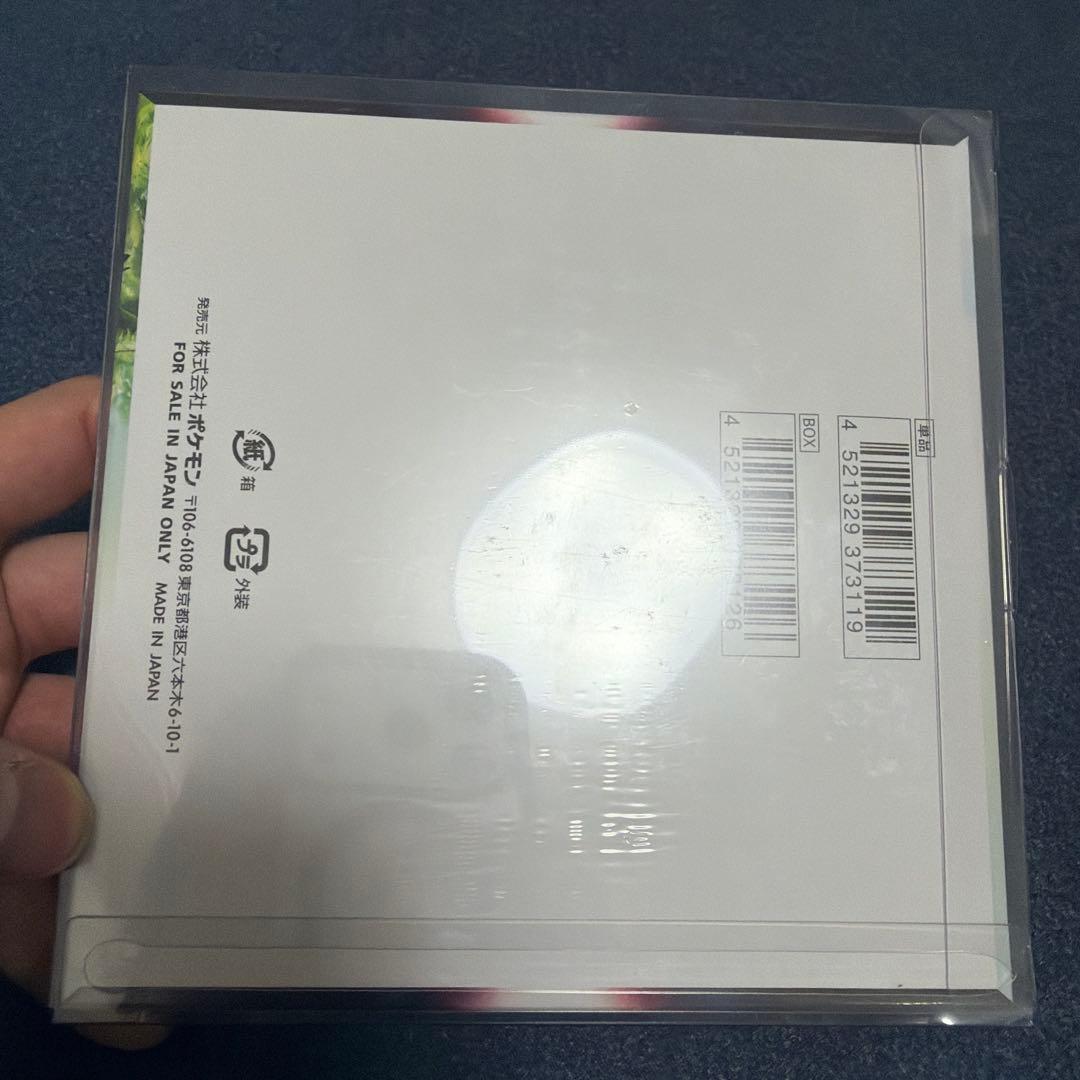 単品
4 521329 373119
BOX
紙 箱
プラ 外装
発売元 株式会社 ポケモン 〒106-6108 東京都港区六本木6-10-1
FOR SALE IN JAPAN ONLY MADE IN JAPAN